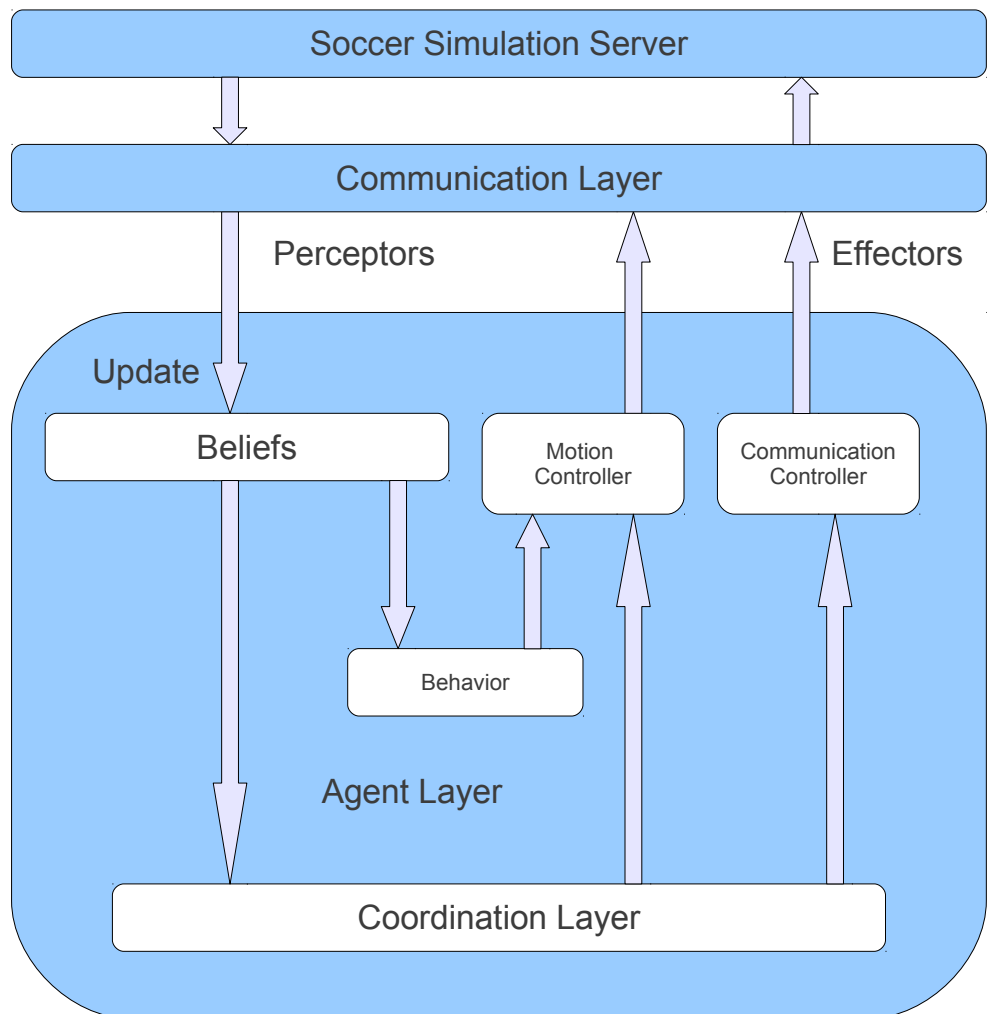 Soccer Simulation Server
Communication Layer
Perceptors
Effectors
Update
Beliefs
Motion
Controller
Communication
Controller
Behavior
Agent Layer
Coordination Layer